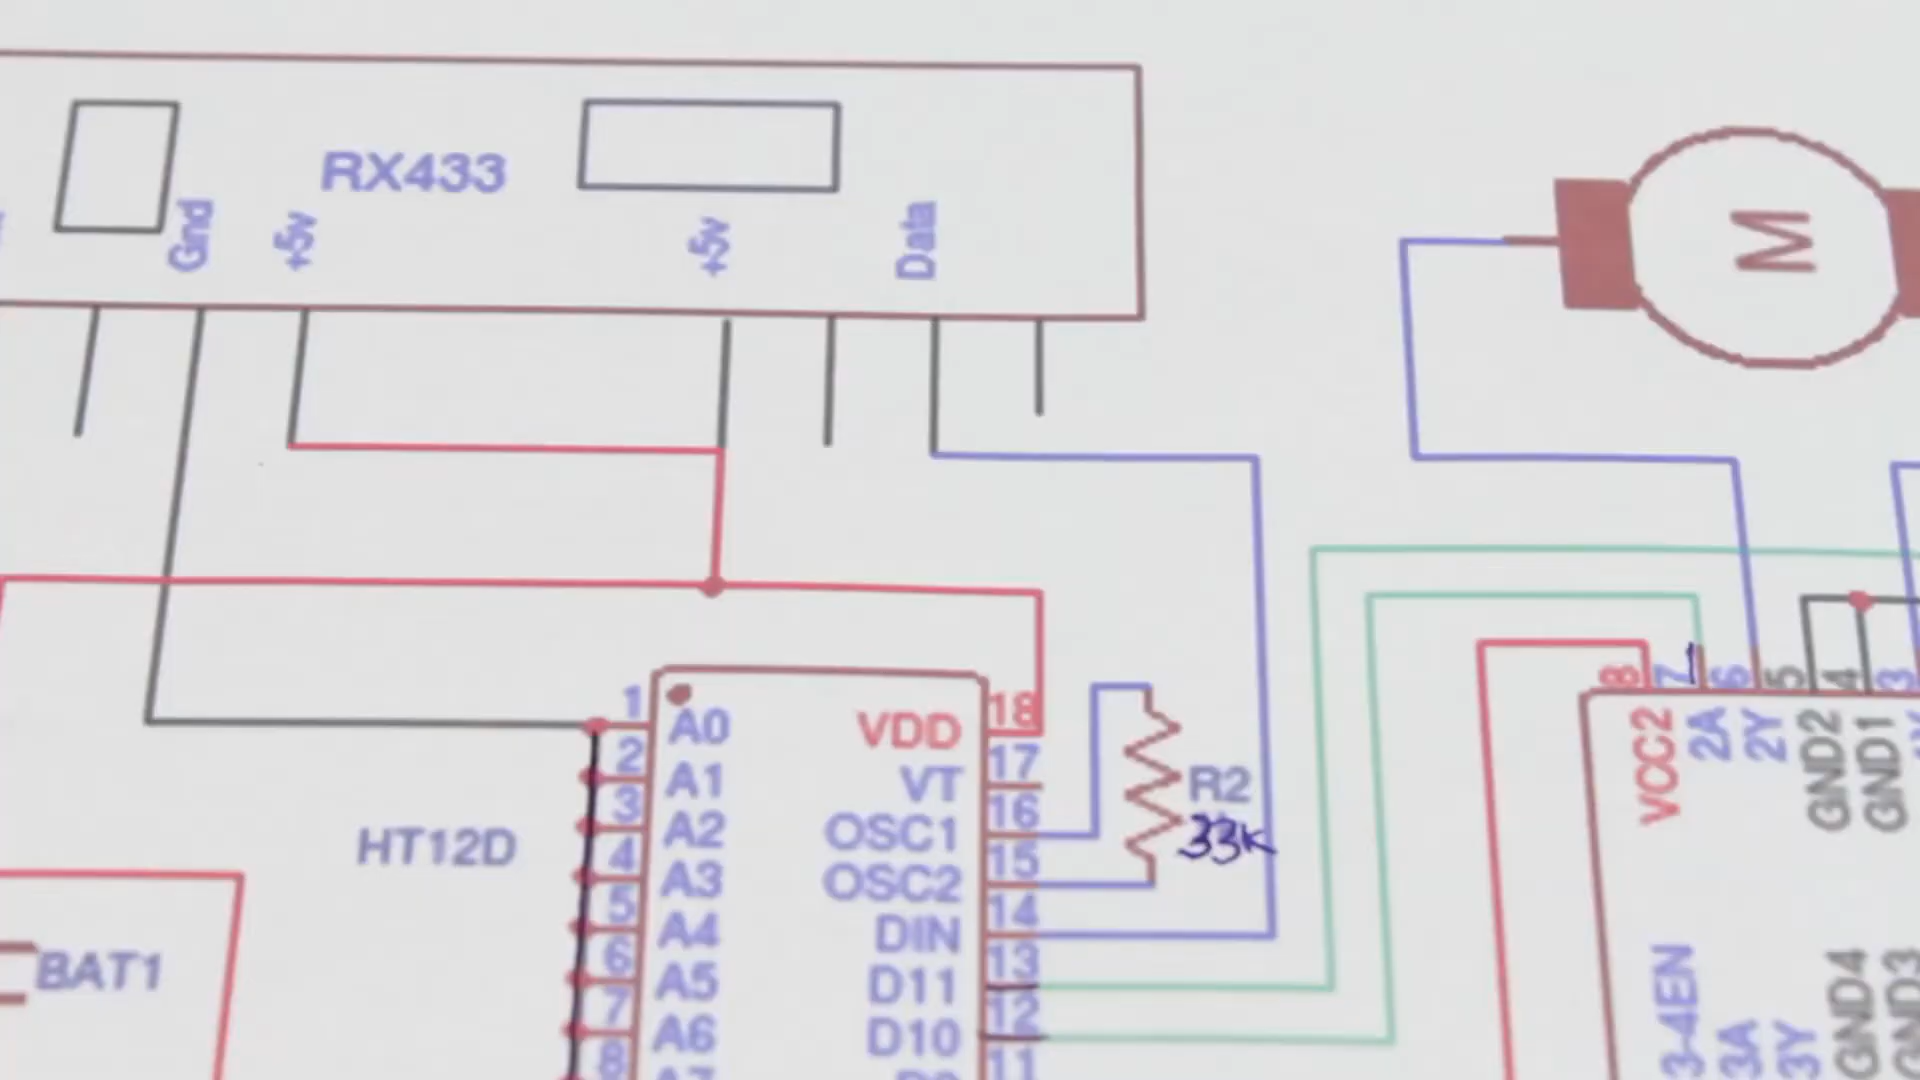 RX433
Gnd
+5v
+5v
Data
M
8
7
6
5
4
3
VCC2
2A
2Y
GND2
GND1
1
A0
VDD
18
2
A1
VT
17
3
A2
OSC1
16
R2
33K
HT12D
4
A3
OSC2
15
5
A4
DIN
14
6
A5
D11
13
BAT1
7
A6
D10
12
8
11
3-4EN
3A
3Y
GND4
GND3